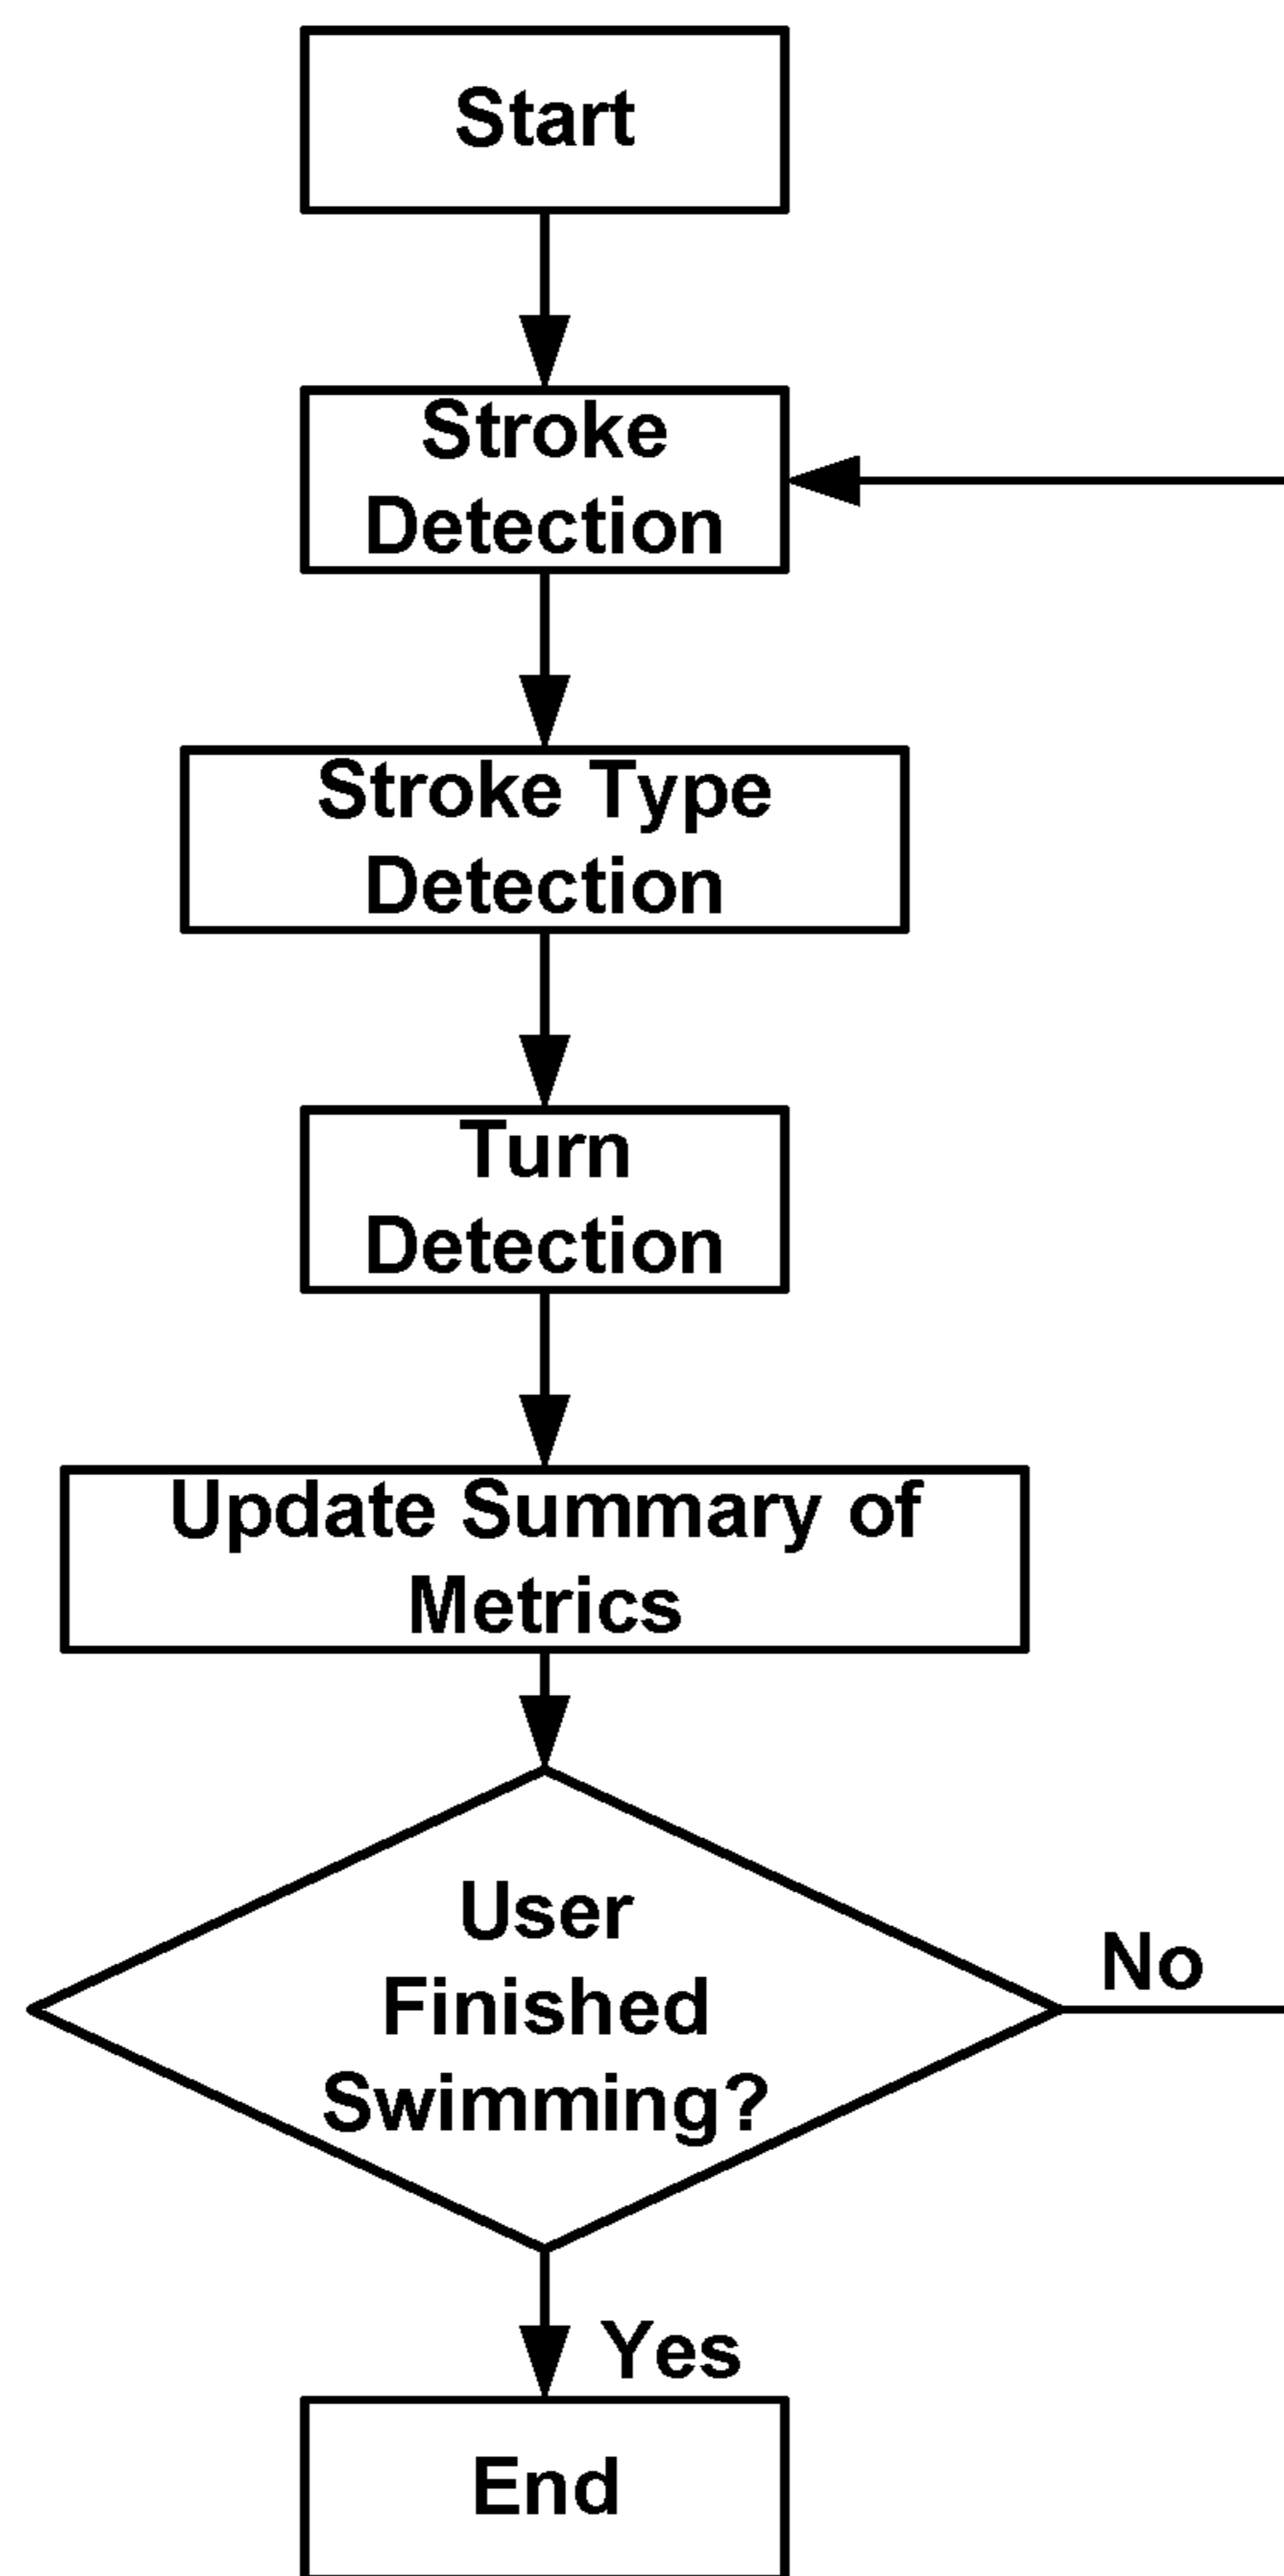 Start
Stroke
Detection
Stroke Type
Detection
Turn
Detection
Update Summary of
Metrics
User
Finished
Swimming?
No
Yes
End